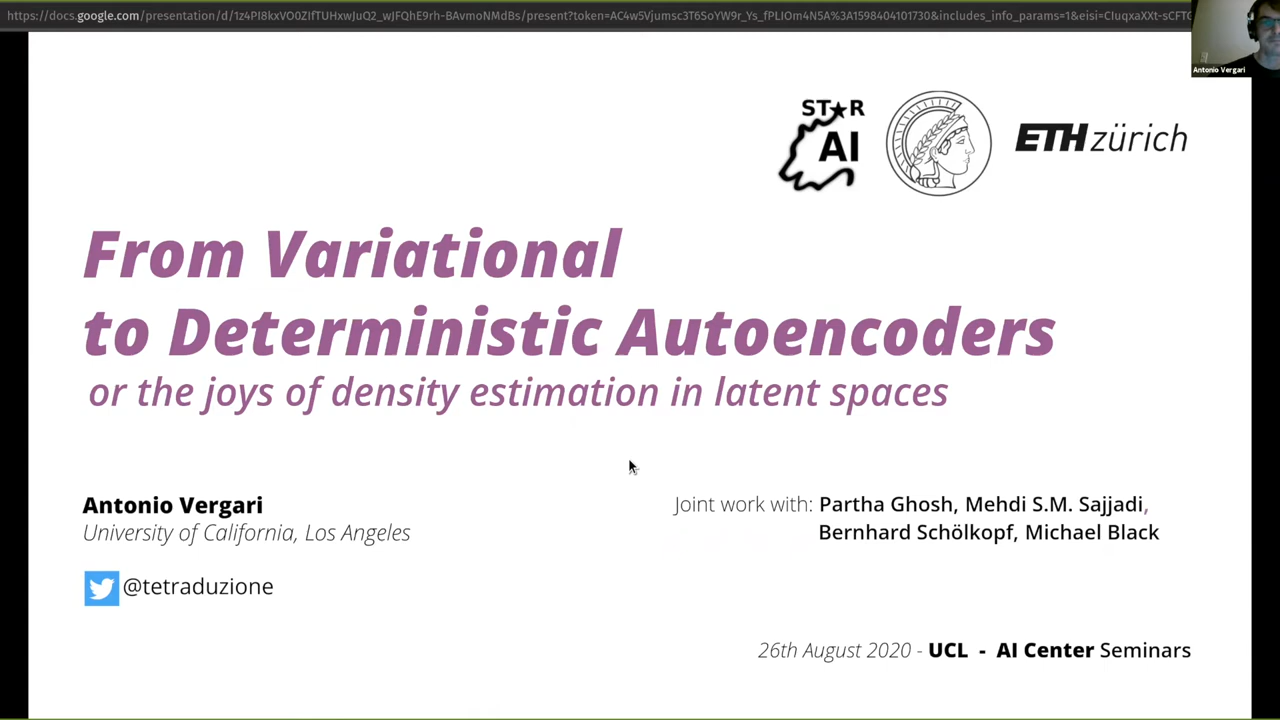 https://docs.google.com/presentation/d/1z4PI8kxVO0ZIfTUHxwJuQ2_wJFQhE9rh-BAvmoNMdBs/present?token=AC4w5Vjumsc3T6SoYW9r_Ys_fPLIOm4N5A%3A1598404101730&includes_info_params=1&eisi=CIuqxaXXt-sCFTG
Antonio Vergari
ST★R
AI
ETH zürich
From Variational
to Deterministic Autoencoders
or the joys of density estimation in latent spaces
Antonio Vergari
University of California, Los Angeles
@tetraduzione
Joint work with: Partha Ghosh, Mehdi S.M. Sajjadi,
Bernhard Schölkopf, Michael Black
26th August 2020 - UCL - AI Center Seminars